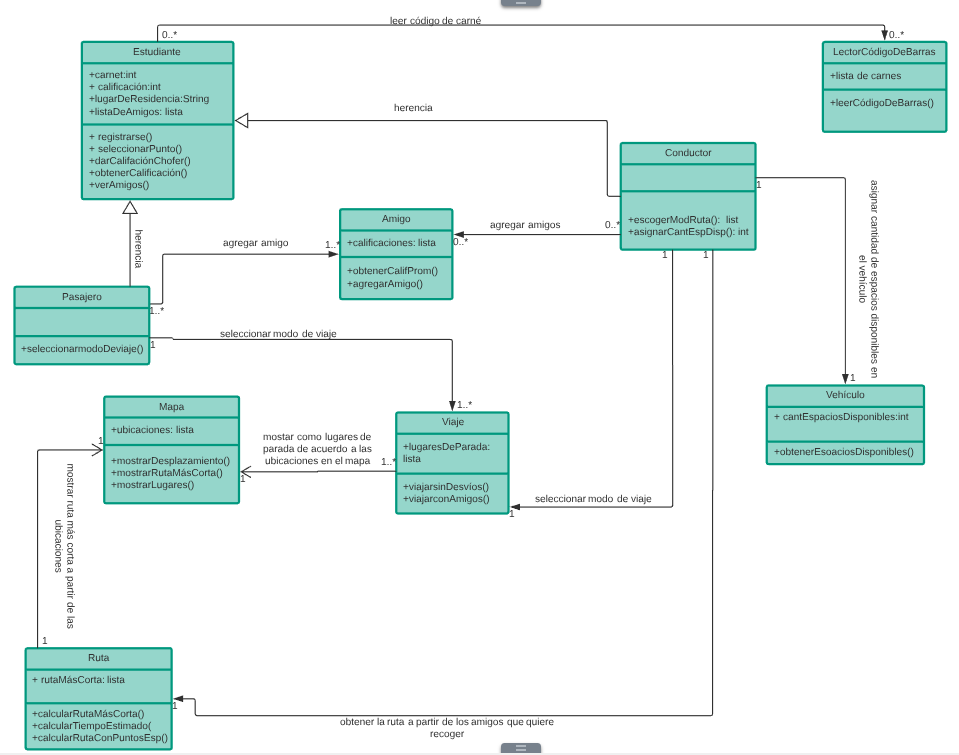 leer código de carné
0..*
0..*
Estudiante
+carnet:int
+ calificación:int
+lugarDeResidencia:String
+listaDeAmigos: lista
+ registrarse()
+ seleccionarPunto()
+darCalifaciónChofer()
+obtenerCalificación()
+verAmigos()
LectorCódigoDeBarras
+lista de carnes
+leerCódigoDeBarras()
herencia
Conductor
+escogerModRuta(): list
+asignarCantEspDisp(): int
1
asignar cantidad de espacios disponibles en
el vehículo
1
herencia
agregar amigo
1..*
1..*
Amigo
+calificaciones: lista
+obtenerCalifProm()
+agregarAmigo()
agregar amigos
0..*
0..*
1
1
Pasajero
+seleccionarmodoDeviaje()
1
seleccionar modo de viaje
1..*
Vehículo
+ cantEspaciosDisponibles:int
+obtenerEsoaciosDisponibles()
Mapa
+ubicaciones: lista
+mostrarDesplazamiento()
+mostrarRutaMásCorta()
+mostrarLugares()
1
1
mostar como lugares de
parada de acuerdo a las
ubicaciones en el mapa
1..*
Viaje
+lugaresDeParada:
lista
+viajarsinDesvíos()
+viajarconAmigos()
seleccionar modo de viaje
1
mostrar ruta más corta a partir de las
ubicaciones
1
Ruta
+ rutaMásCorta: lista
+calcularRutaMásCorta()
+calcularTiempoEstimado(
+calcularRutaConPuntosEsp()
1
obtener la ruta a partir de los amigos que quiere
recoger